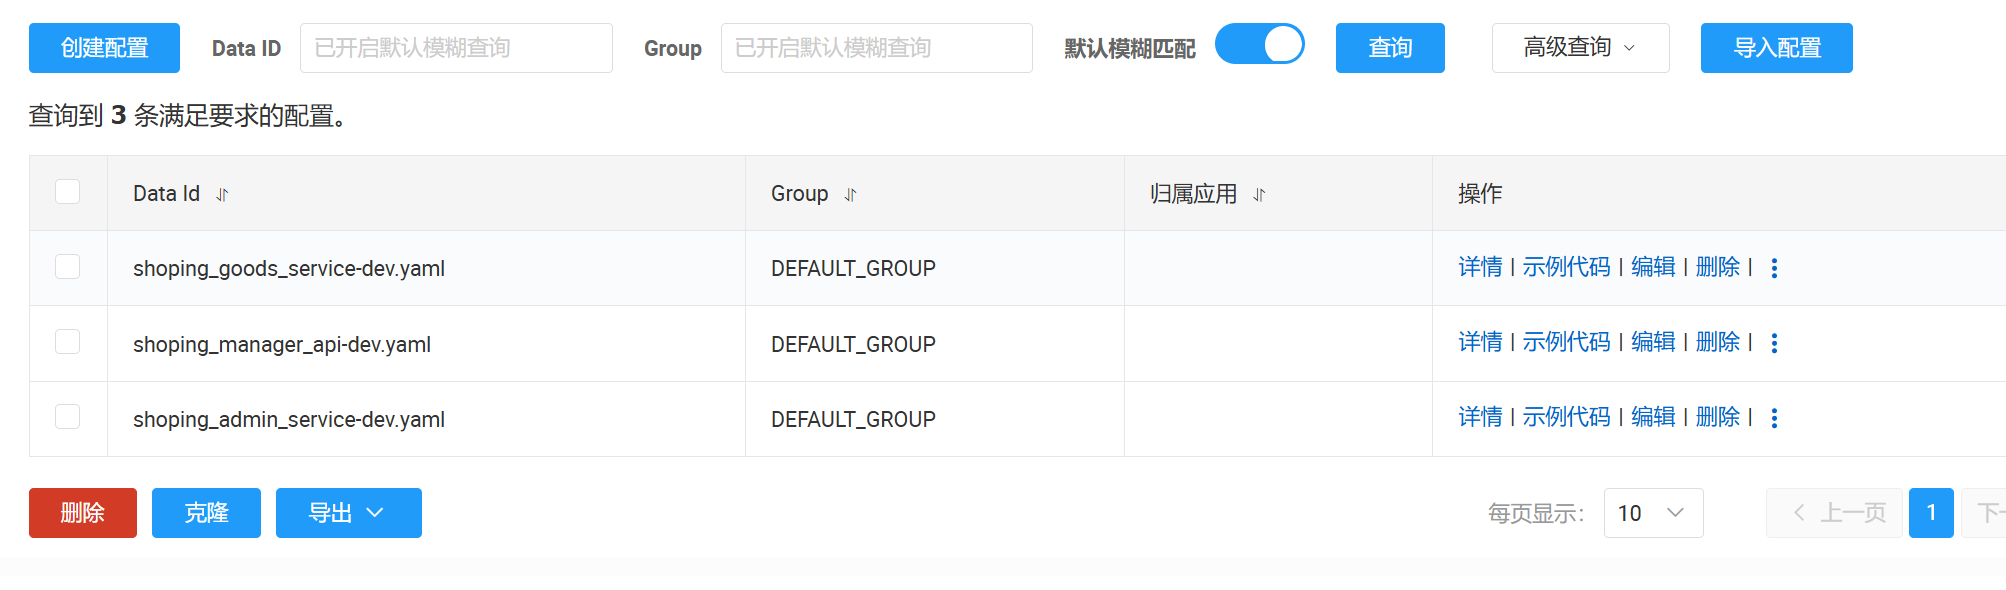 创建配置 Data ID 已开启默认模糊查询 Group 已开启默认模糊查询 默认模糊匹配 查询 高级查询 导入配置
查询到 3 条满足要求的配置。
Data Id Group 归属应用 操作
shoping_goods_service-dev.yaml DEFAULT_GROUP 详情 | 示例代码 | 编辑 | 删除 |
shoping_manager_api-dev.yaml DEFAULT_GROUP 详情 | 示例代码 | 编辑 | 删除 |
shoping_admin_service-dev.yaml DEFAULT_GROUP 详情 | 示例代码 | 编辑 | 删除 |
删除 克隆 导出 每页显示: 10 上一页 1 下